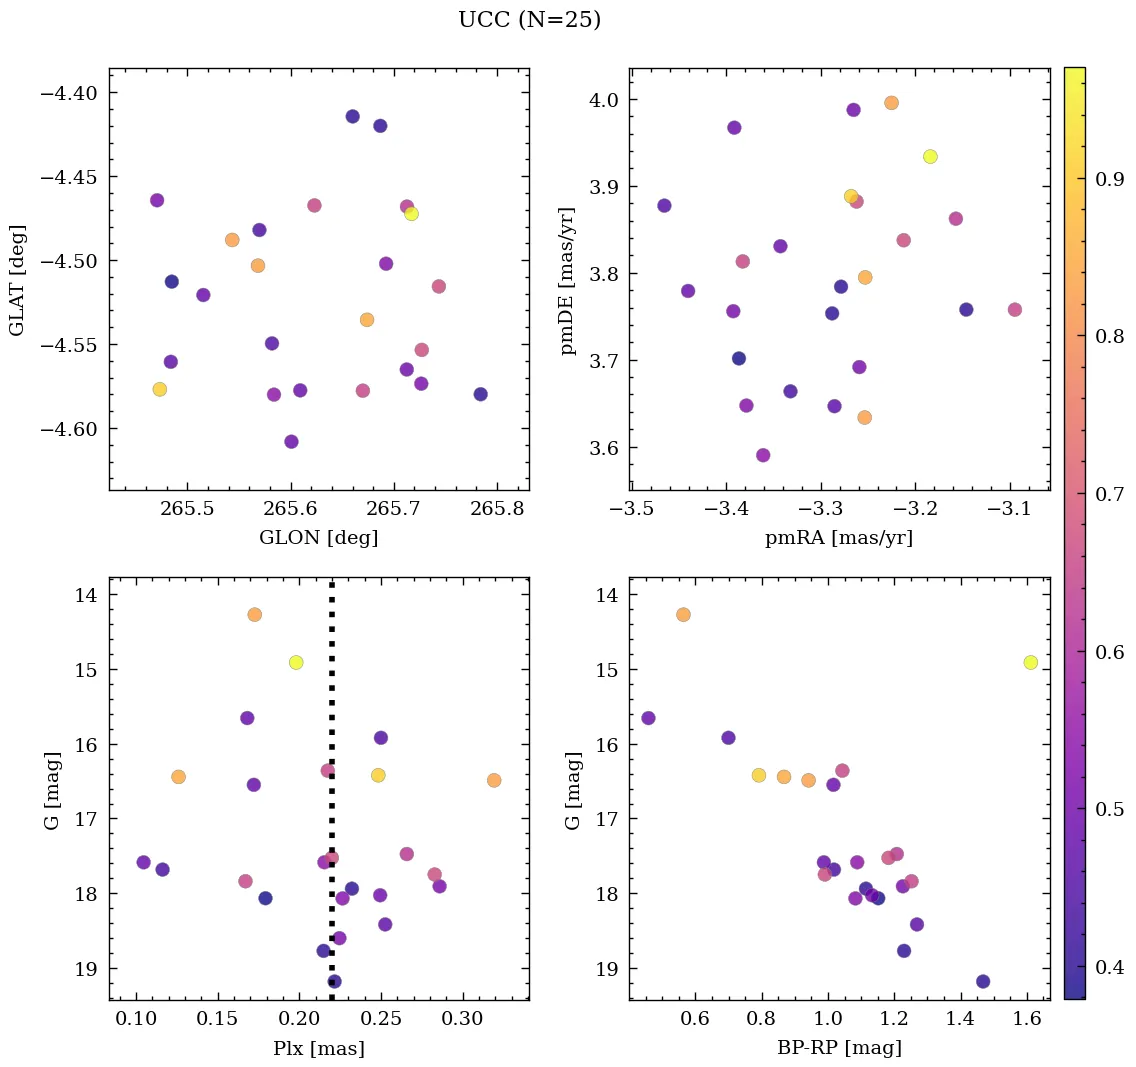 UCC (N=25)
−4.40
−4.45
−4.50
−4.55
−4.60
GLAT [deg]
265.5 265.6 265.7 265.8
GLON [deg]
4.0
3.9
3.8
3.7
3.6
pmDE [mas/yr]
−3.5 −3.4 −3.3 −3.2 −3.1
pmRA [mas/yr]
14
15
16
17
18
19
G [mag]
0.10 0.15 0.20 0.25 0.30
Plx [mas]
14
15
16
17
18
19
G [mag]
0.6 0.8 1.0 1.2 1.4 1.6
BP-RP [mag]
0.9
0.8
0.7
0.6
0.5
0.4